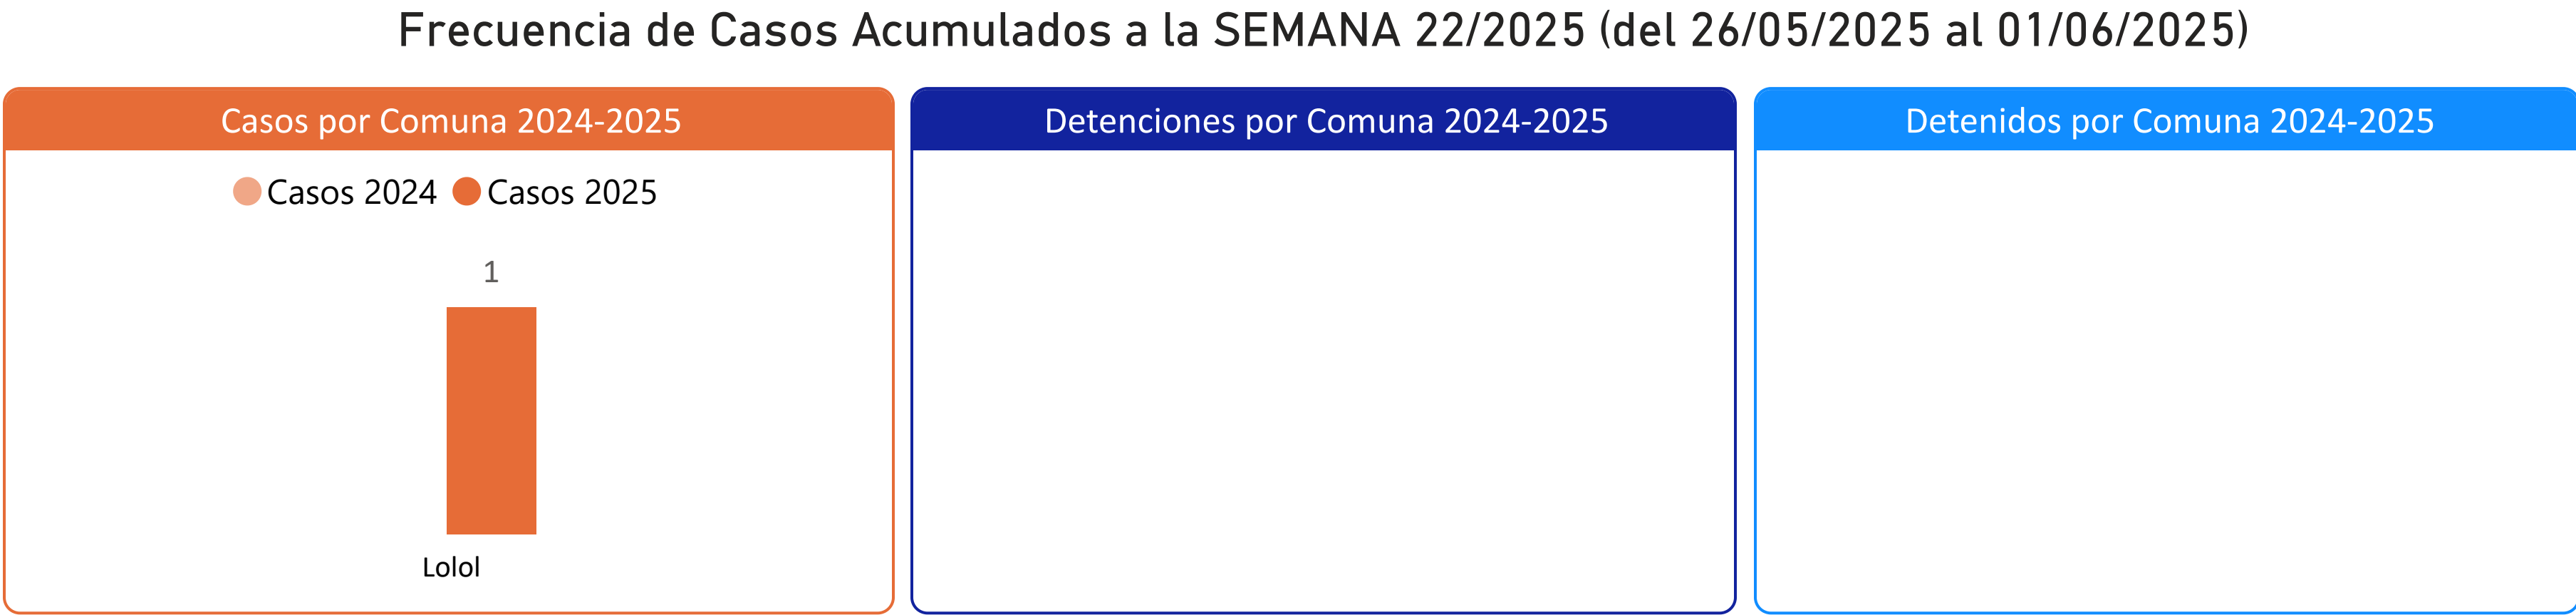 Frecuencia de Casos Acumulados a la SEMANA 22/2025 (del 26/05/2025 al 01/06/2025)
Casos por Comuna 2024-2025
Casos 2024 Casos 2025
1
Lolol
Detenciones por Comuna 2024-2025
Detenidos por Comuna 2024-2025